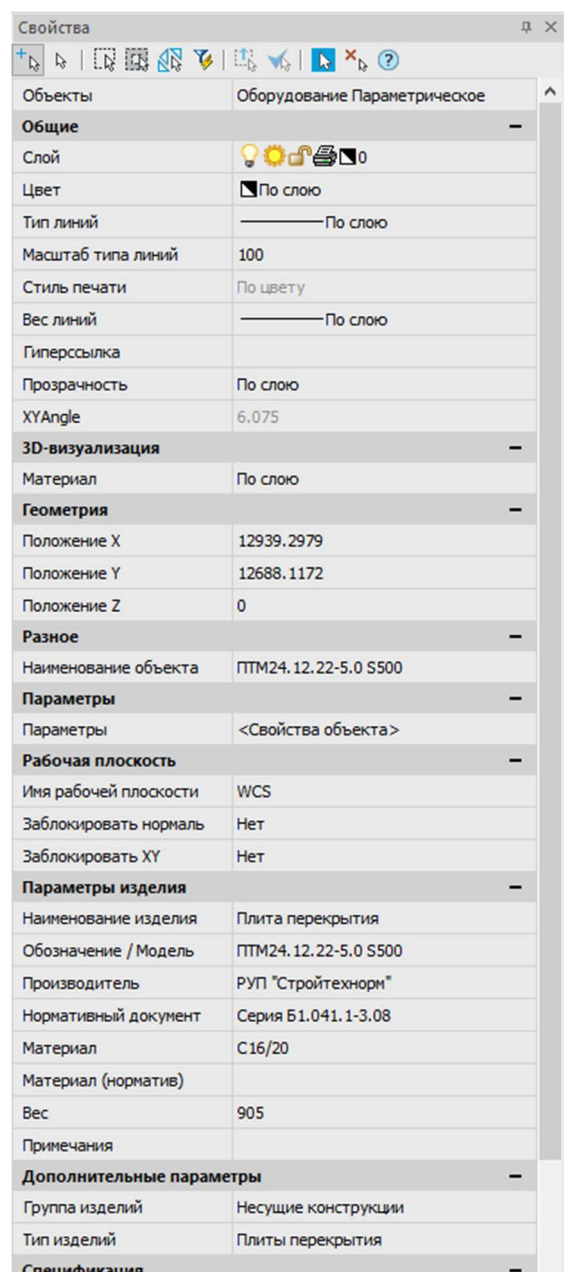 Свойства
Объекты Оборудование Параметрическое
Общие
Слой 0
Цвет По слою
Тип линий По слою
Масштаб типа линий 100
Стиль печати По цвету
Вес линий По слою
Гиперссылка
Прозрачность По слою
XYAngle 6.075
3D-визуализация
Материал По слою
Геометрия
Положение X 12939.2979
Положение Y 12688.1172
Положение Z 0
Разное
Наименование объекта ПТМ24.12.22-5.0 S500
Параметры
Параметры <Свойства объекта>
Рабочая плоскость
Имя рабочей плоскости WCS
Заблокировать нормаль Нет
Заблокировать XY Нет
Параметры изделия
Наименование изделия Плита перекрытия
Обозначение / Модель ПТМ24.12.22-5.0 S500
Производитель РУП "Стройтехнорм"
Нормативный документ Серия Б1.041.1-3.08
Материал C16/20
Материал (норматив)
Вес 905
Примечания
Дополнительные параметры
Группа изделий Несущие конструкции
Тип изделий Плиты перекрытия
Спецификация